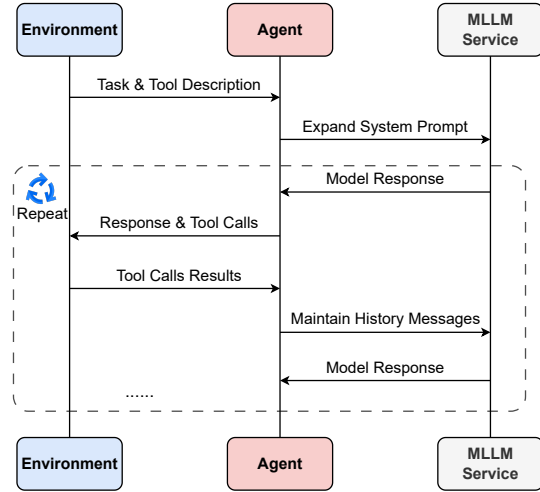 Environment
Agent
MLLM
Service
Task & Tool Description
Expand System Prompt
Model Response
Repeat
Response & Tool Calls
Tool Calls Results
Maintain History Messages
Model Response
......
Environment
Agent
MLLM
Service